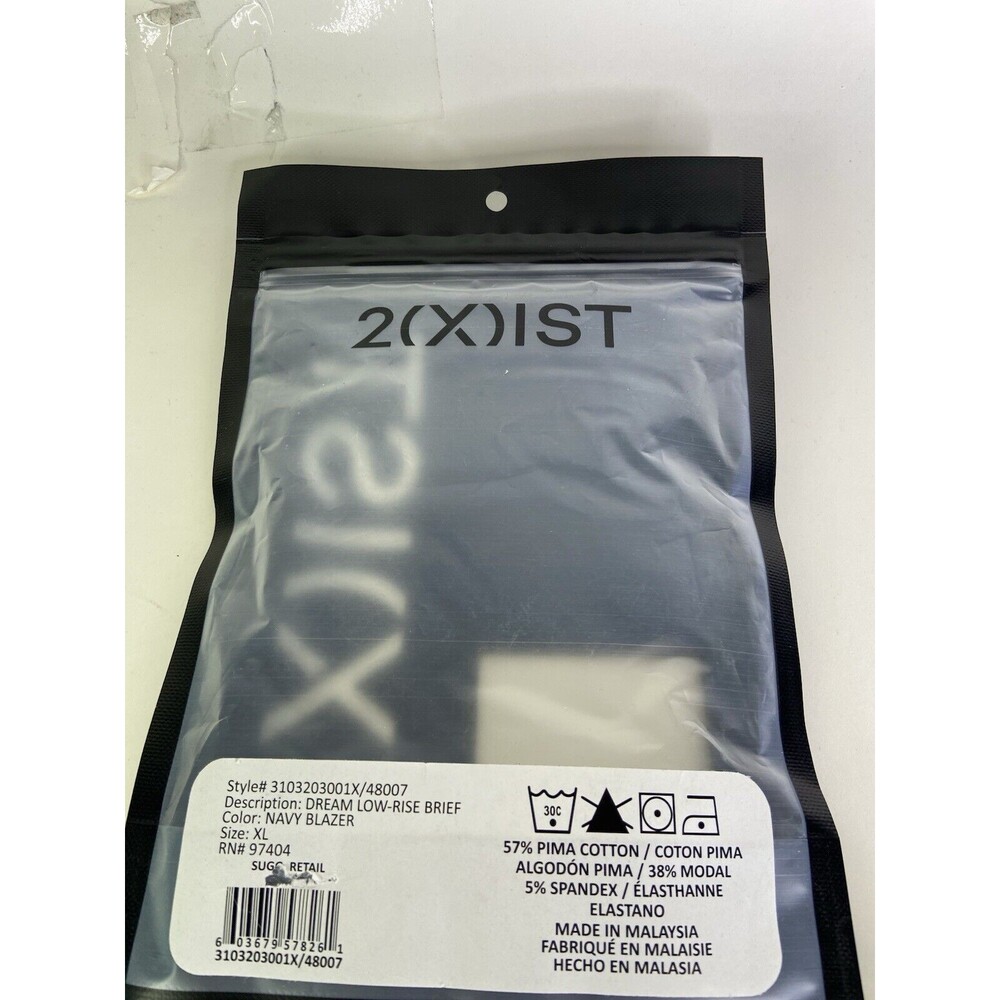 2(X)IST
XIST
Style# 3103203001X/48007
Description: DREAM LOW-RISE BRIEF
Color: NAVY BLAZER
Size: XL
RN# 97404
SUGG. RETAIL
6 03679 57826 1
3103203001X/48007
30C
57% PIMA COTTON / COTON PIMA
ALGODÓN PIMA / 38% MODAL
5% SPANDEX / ÉLASTHANNE
ELASTANO
MADE IN MALAYSIA
FABRIQUÉ EN MALAISIE
HECHO EN MALASIA